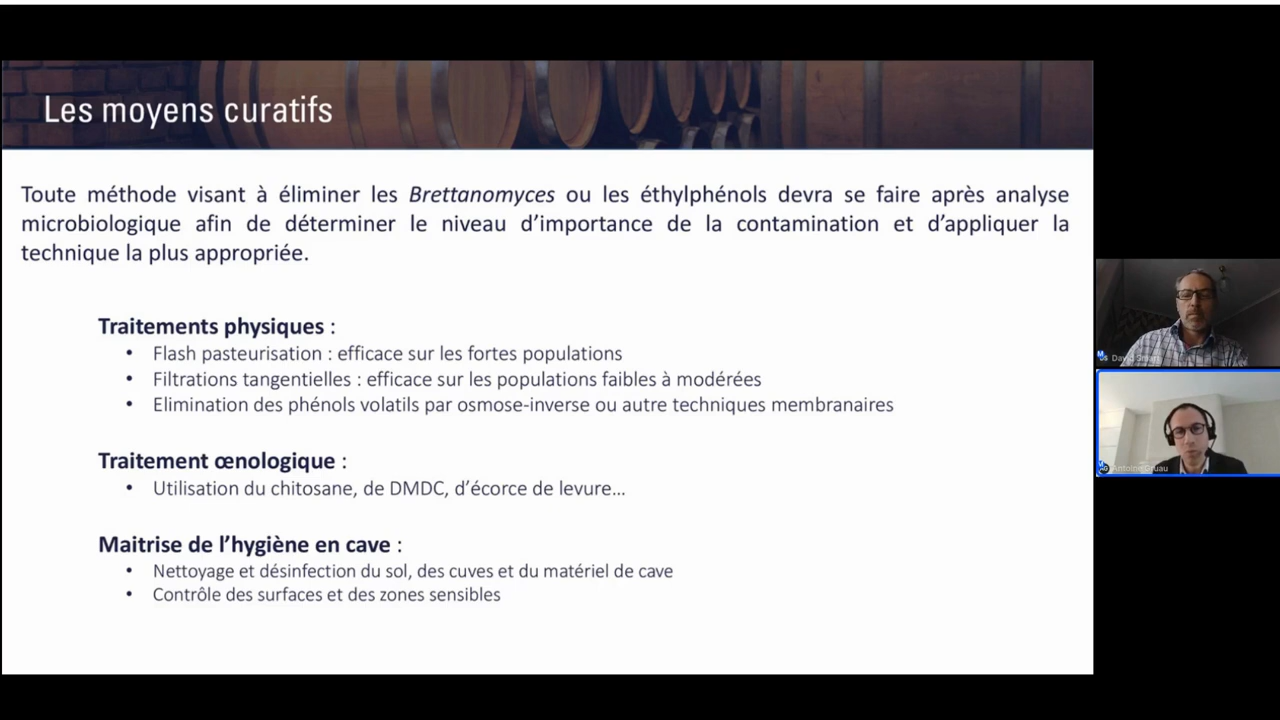 Les moyens curatifs
Toute méthode visant à éliminer les Brettanomyces ou les éthylphénols devra se faire après analyse
microbiologique afin de déterminer le niveau d’importance de la contamination et d’appliquer la
technique la plus appropriée.
Traitements physiques :
• Flash pasteurisation : efficace sur les fortes populations
• Filtrations tangentielles : efficace sur les populations faibles à modérées
• Elimination des phénols volatils par osmose-inverse ou autre techniques membranaires
Traitement œnologique :
• Utilisation du chitosane, de DMDC, d’écorce de levure...
Maitrise de l’hygiène en cave :
• Nettoyage et désinfection du sol, des cuves et du matériel de cave
• Contrôle des surfaces et des zones sensibles
David
Antoine Gruau